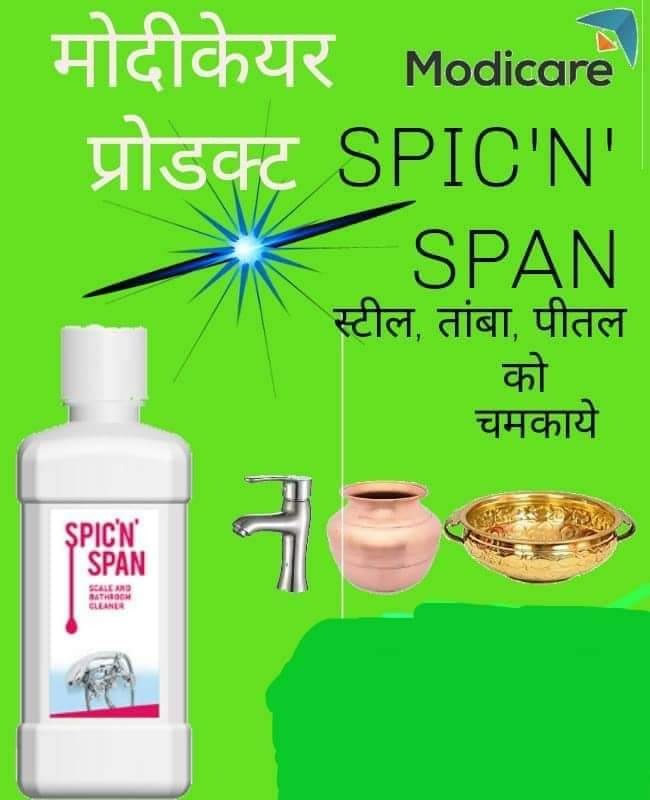 मोदीकेयर
Modicare
प्रोडक्ट SPIC'N'
SPAN
स्टील, तांबा, पीतल
को
चमकाये
SPIC'N'
SPAN
SCALE AND
BATHROOM
CLEANER